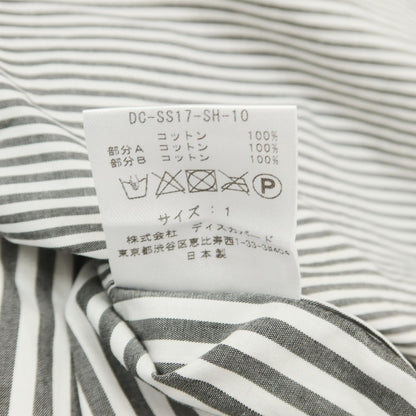 DC-SS17-SH-10
コットン 100%
部分A コットン 100%
部分B コットン 100%
P
サイズ:1
株式会社 ディスカバード
東京都渋谷区恵比寿西1-33-
日本製